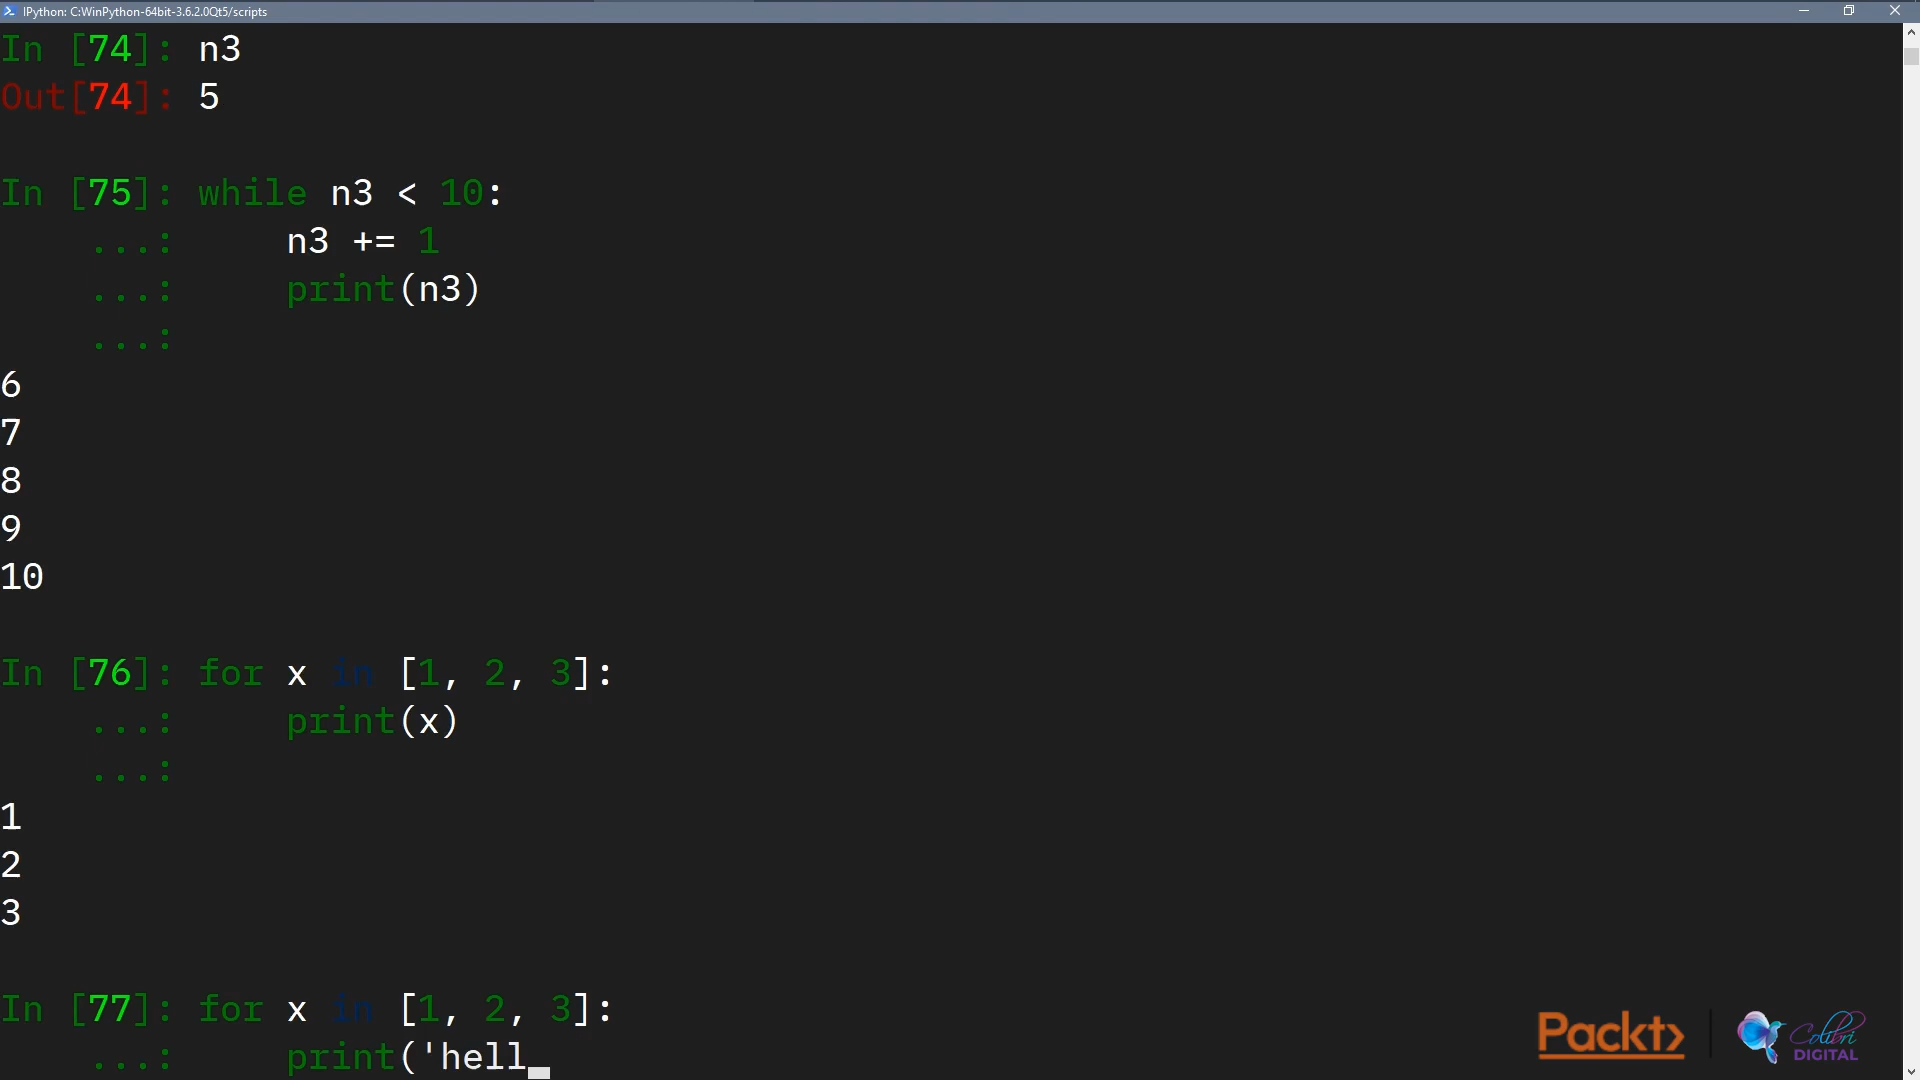 IPython: C:WinPython-64bit-3.6.2.0Qt5/scripts
In [74]: n3
Out[74]: 5
In [75]: while n3 < 10:
...:     n3 += 1
...:     print(n3)
...:
6
7
8
9
10
In [76]: for x in [1, 2, 3]:
...:     print(x)
...:
1
2
3
In [77]: for x in [1, 2, 3]:
...:     print('hell_
Packt>
Colibri
DIGITAL